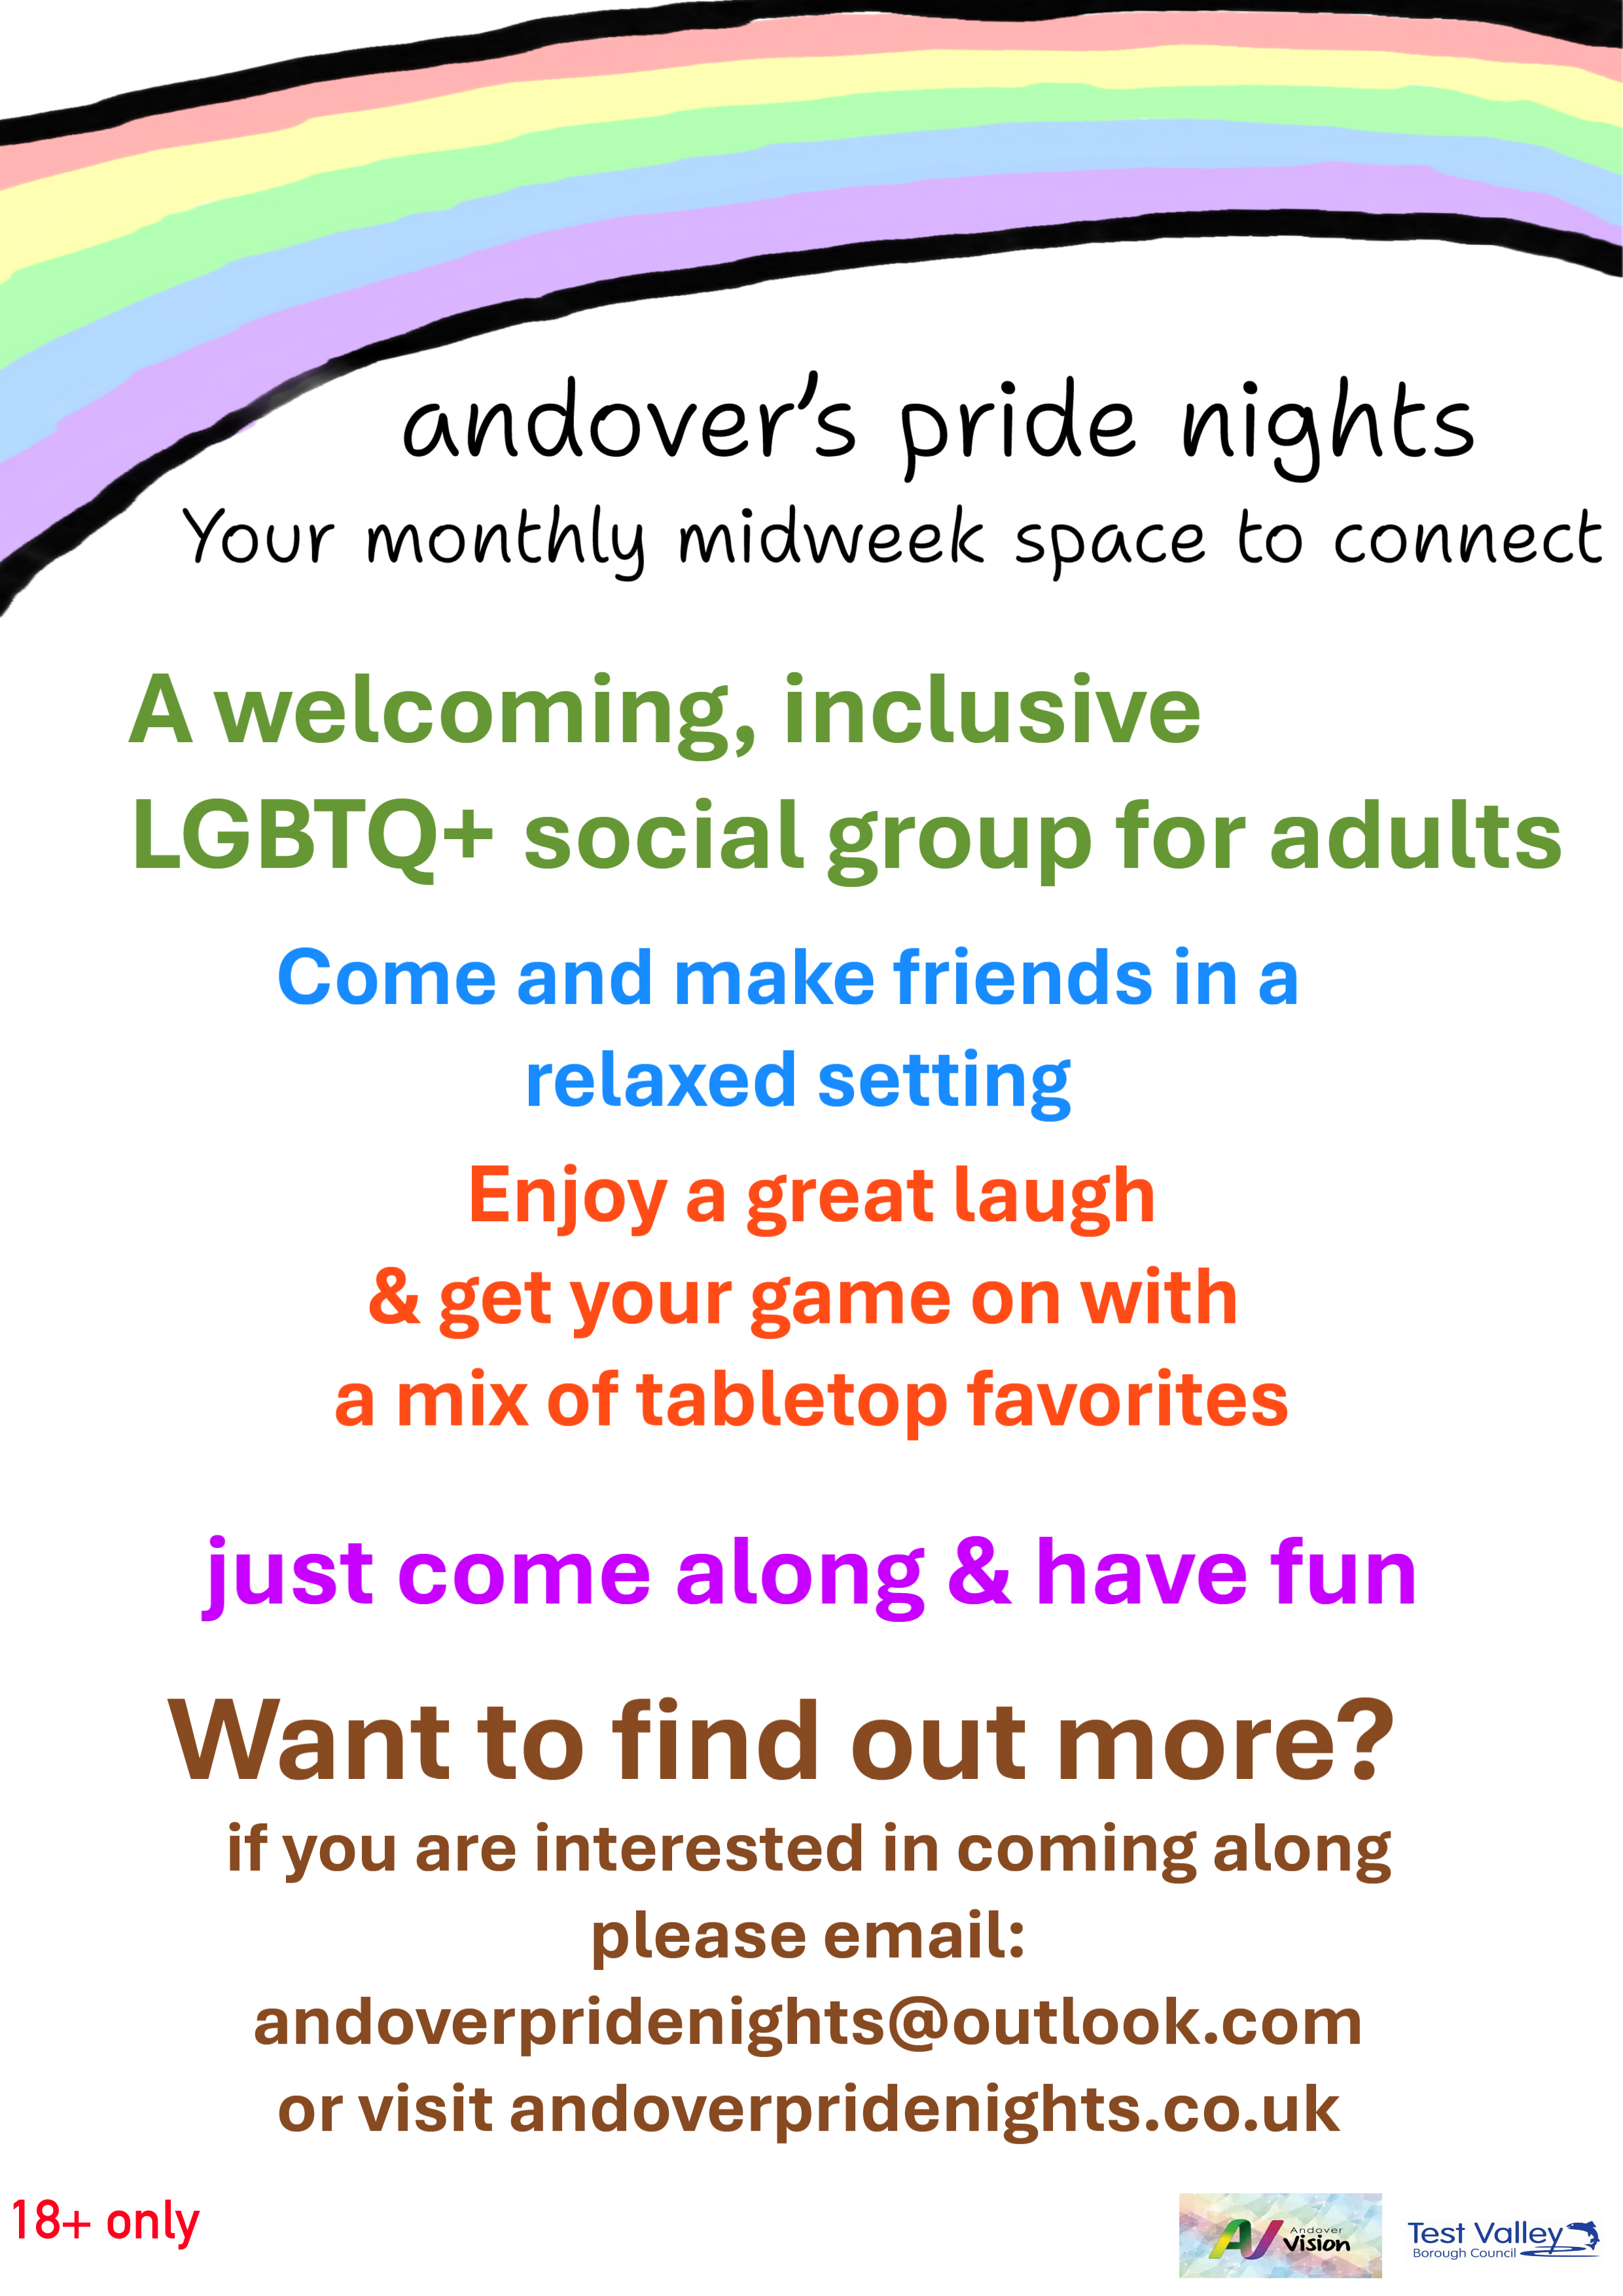 andover's pride nights
Your monthly midweek space to connect
A welcoming, inclusive
LGBTQ+ social group for adults
Come and make friends in a
relaxed setting
Enjoy a great laugh
& get your game on with
a mix of tabletop favorites
just come along & have fun
Want to find out more?
if you are interested in coming along
please email:
andoverpridenights@outlook.com
or visit andoverpridenights.co.uk
18+ only
AV Andover
Vision
Test Valley
Borough Council